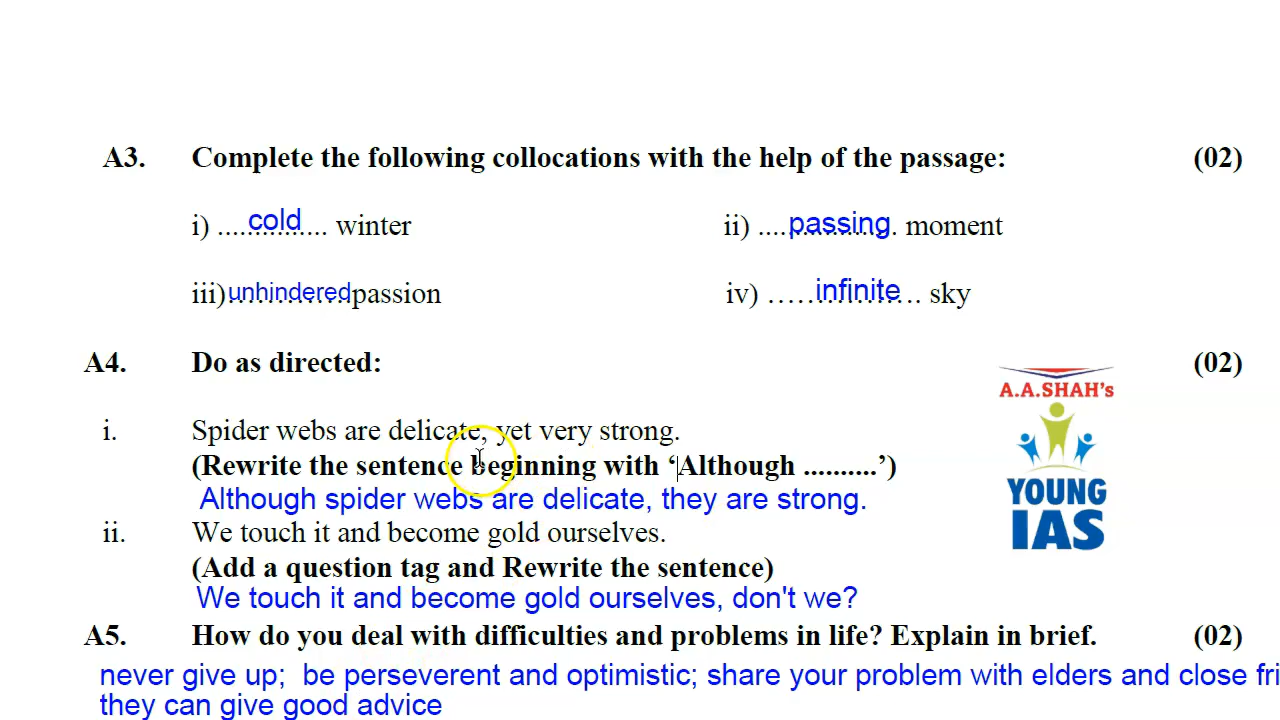 A3. Complete the following collocations with the help of the passage: (02)
i) ....cold.... winter ii) ....passing.... moment
iii) unhindered passion iv) ....infinite.... sky
A4. Do as directed: (02)
A.A.SHAH's
i. Spider webs are delicate, yet very strong.
(Rewrite the sentence beginning with ‘Although ..........’)
YOUNG
Although spider webs are delicate, they are strong.
IAS
ii. We touch it and become gold ourselves.
(Add a question tag and Rewrite the sentence)
We touch it and become gold ourselves, don't we?
A5. How do you deal with difficulties and problems in life? Explain in brief. (02)
never give up; be perseverent and optimistic; share your problem with elders and close fri
they can give good advice